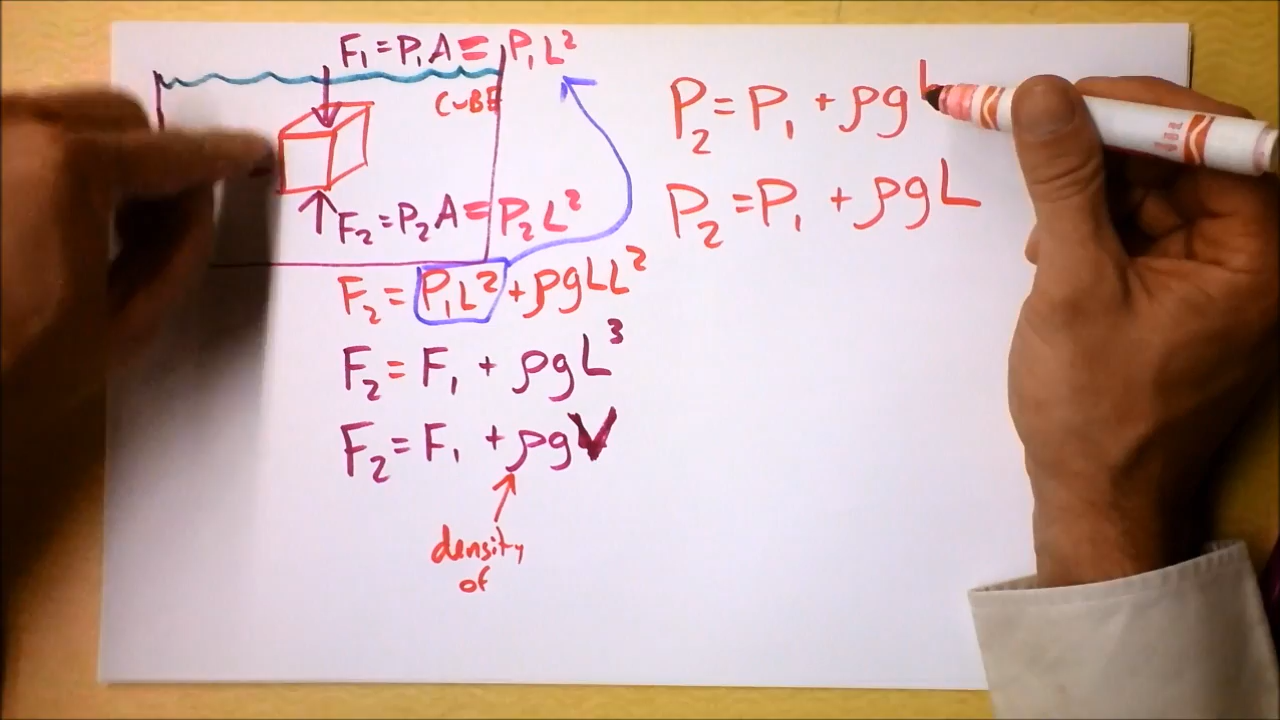 F₁ = P₁A = P₁L²
CUBE
F₂ = P₂A = P₂L²
F₂ = P₁L² + ρgLL²
F₂ = F₁ + ρgL³
F₂ = F₁ + ρgV
density
of
P₂ = P₁ + ρg
P₂ = P₁ + ρgL